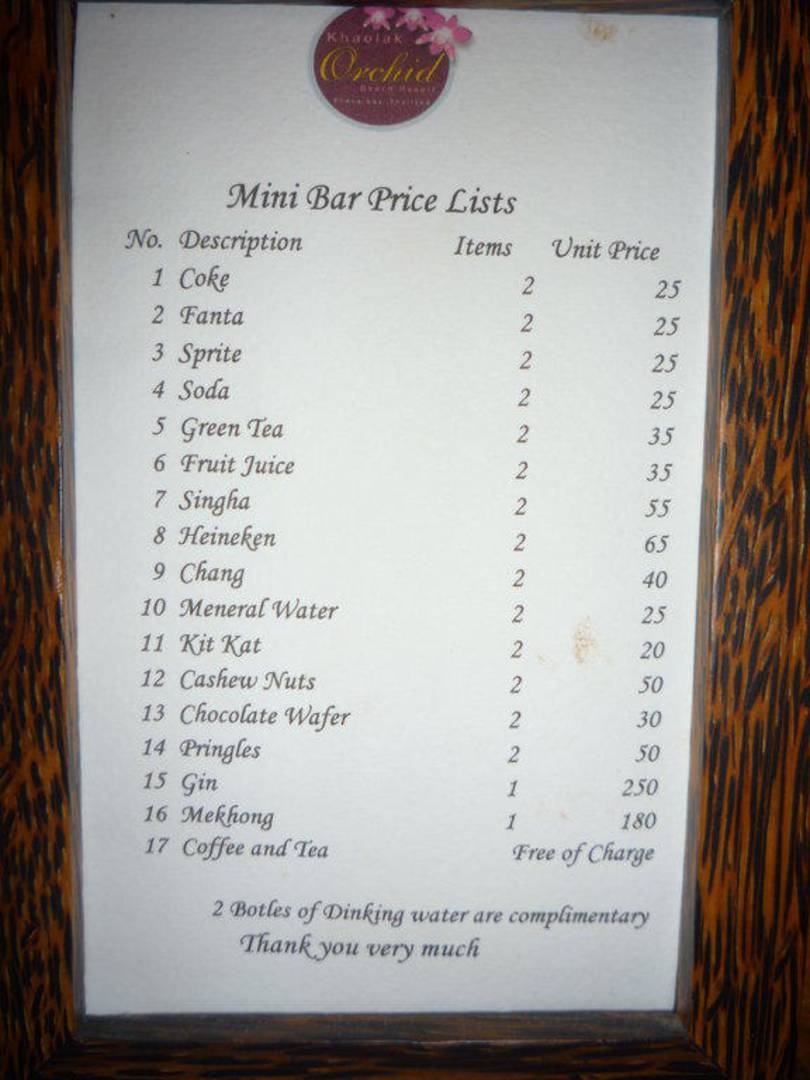 Khaolak
Orchid
Beach Resort
Mini Bar Price Lists
No. Description Items Unit Price
1 Coke 2 25
2 Fanta 2 25
3 Sprite 2 25
4 Soda 2 25
5 Green Tea 2 35
6 Fruit Juice 2 35
7 Singha 2 55
8 Heineken 2 65
9 Chang 2 40
10 Meneral Water 2 25
11 Kit Kat 2 20
12 Cashew Nuts 2 50
13 Chocolate Wafer 2 30
14 Pringles 2 50
15 Gin 1 250
16 Mekhong 1 180
17 Coffee and Tea Free of Charge
2 Botles of Dinking water are complimentary
Thank you very much